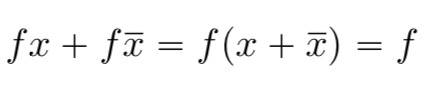 fx + fx̅ = f(x + x̅) = f